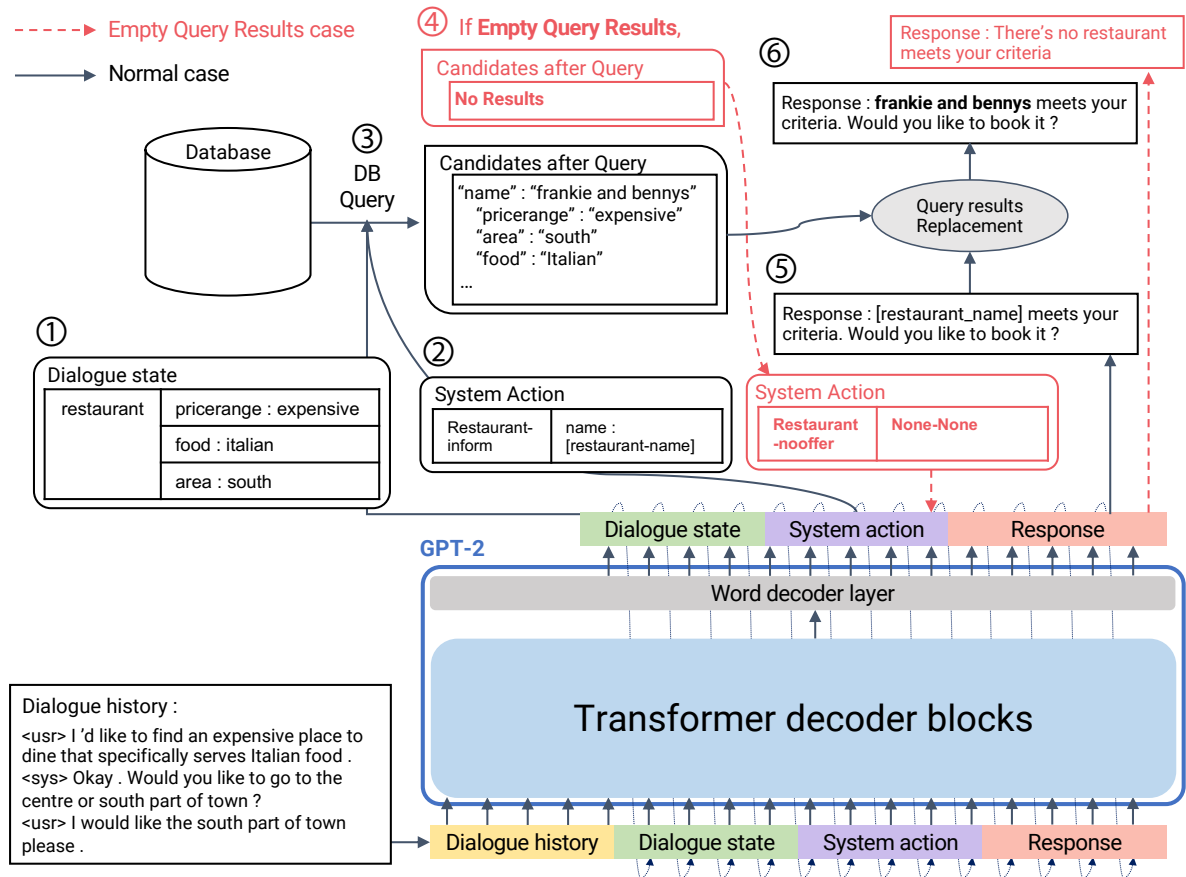 Empty Query Results case
Normal case
④ If Empty Query Results,
Candidates after Query
No Results
Response : There's no restaurant
meets your criteria
⑥
Response : frankie and bennys meets your
criteria. Would you like to book it ?
Database
③
DB
Query
Candidates after Query
“name” : “frankie and bennys”
“pricerange” : “expensive”
“area” : “south”
“food” : “Italian”
...
Query results
Replacement
⑤
Response : [restaurant_name] meets your
criteria. Would you like to book it ?
①
Dialogue state
restaurant
pricerange : expensive
food : italian
area : south
②
System Action
Restaurant-
inform
name :
[restaurant-name]
System Action
Restaurant
-nooffer
None-None
Dialogue state
System action
Response
GPT-2
Word decoder layer
Transformer decoder blocks
Dialogue history :
<usr> I 'd like to find an expensive place to
dine that specifically serves Italian food .
<sys> Okay . Would you like to go to the
centre or south part of town ?
<usr> I would like the south part of town
please .
Dialogue history
Dialogue state
System action
Response